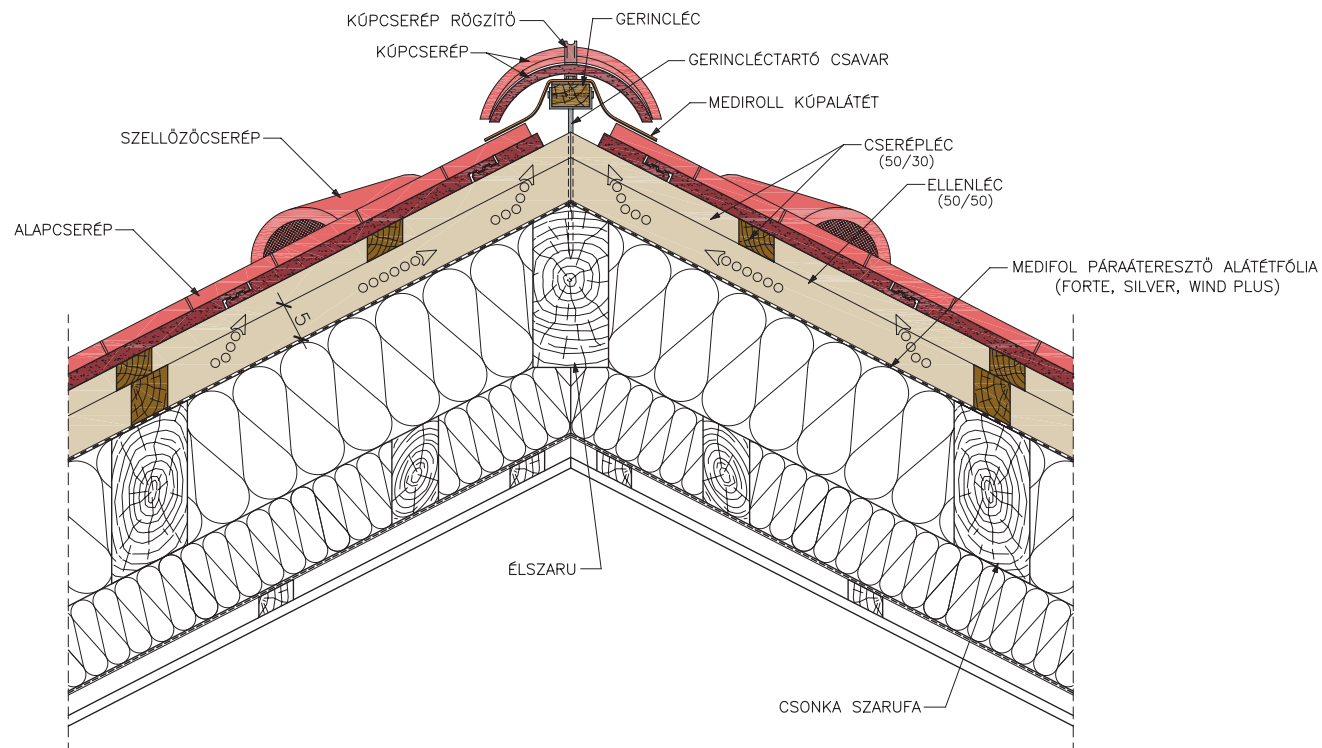 KÚPCSERÉP RÖGZÍTŐ
GERINCLÉC
KÚPCSERÉP
GERINCLÉCTARTÓ CSAVAR
MEDIROLL KÚPALÁTÉT
SZELLŐZŐCSERÉP
CSERÉPLÉC
(50/30)
ELLENLÉC
(50/50)
ALAPCSERÉP
MEDIFOL PÁRAÁTERESZTŐ ALÁTÉTFÓLIA
(FORTE, SILVER, WIND PLUS)
5
ÉLSZARU
CSONKA SZARUFA